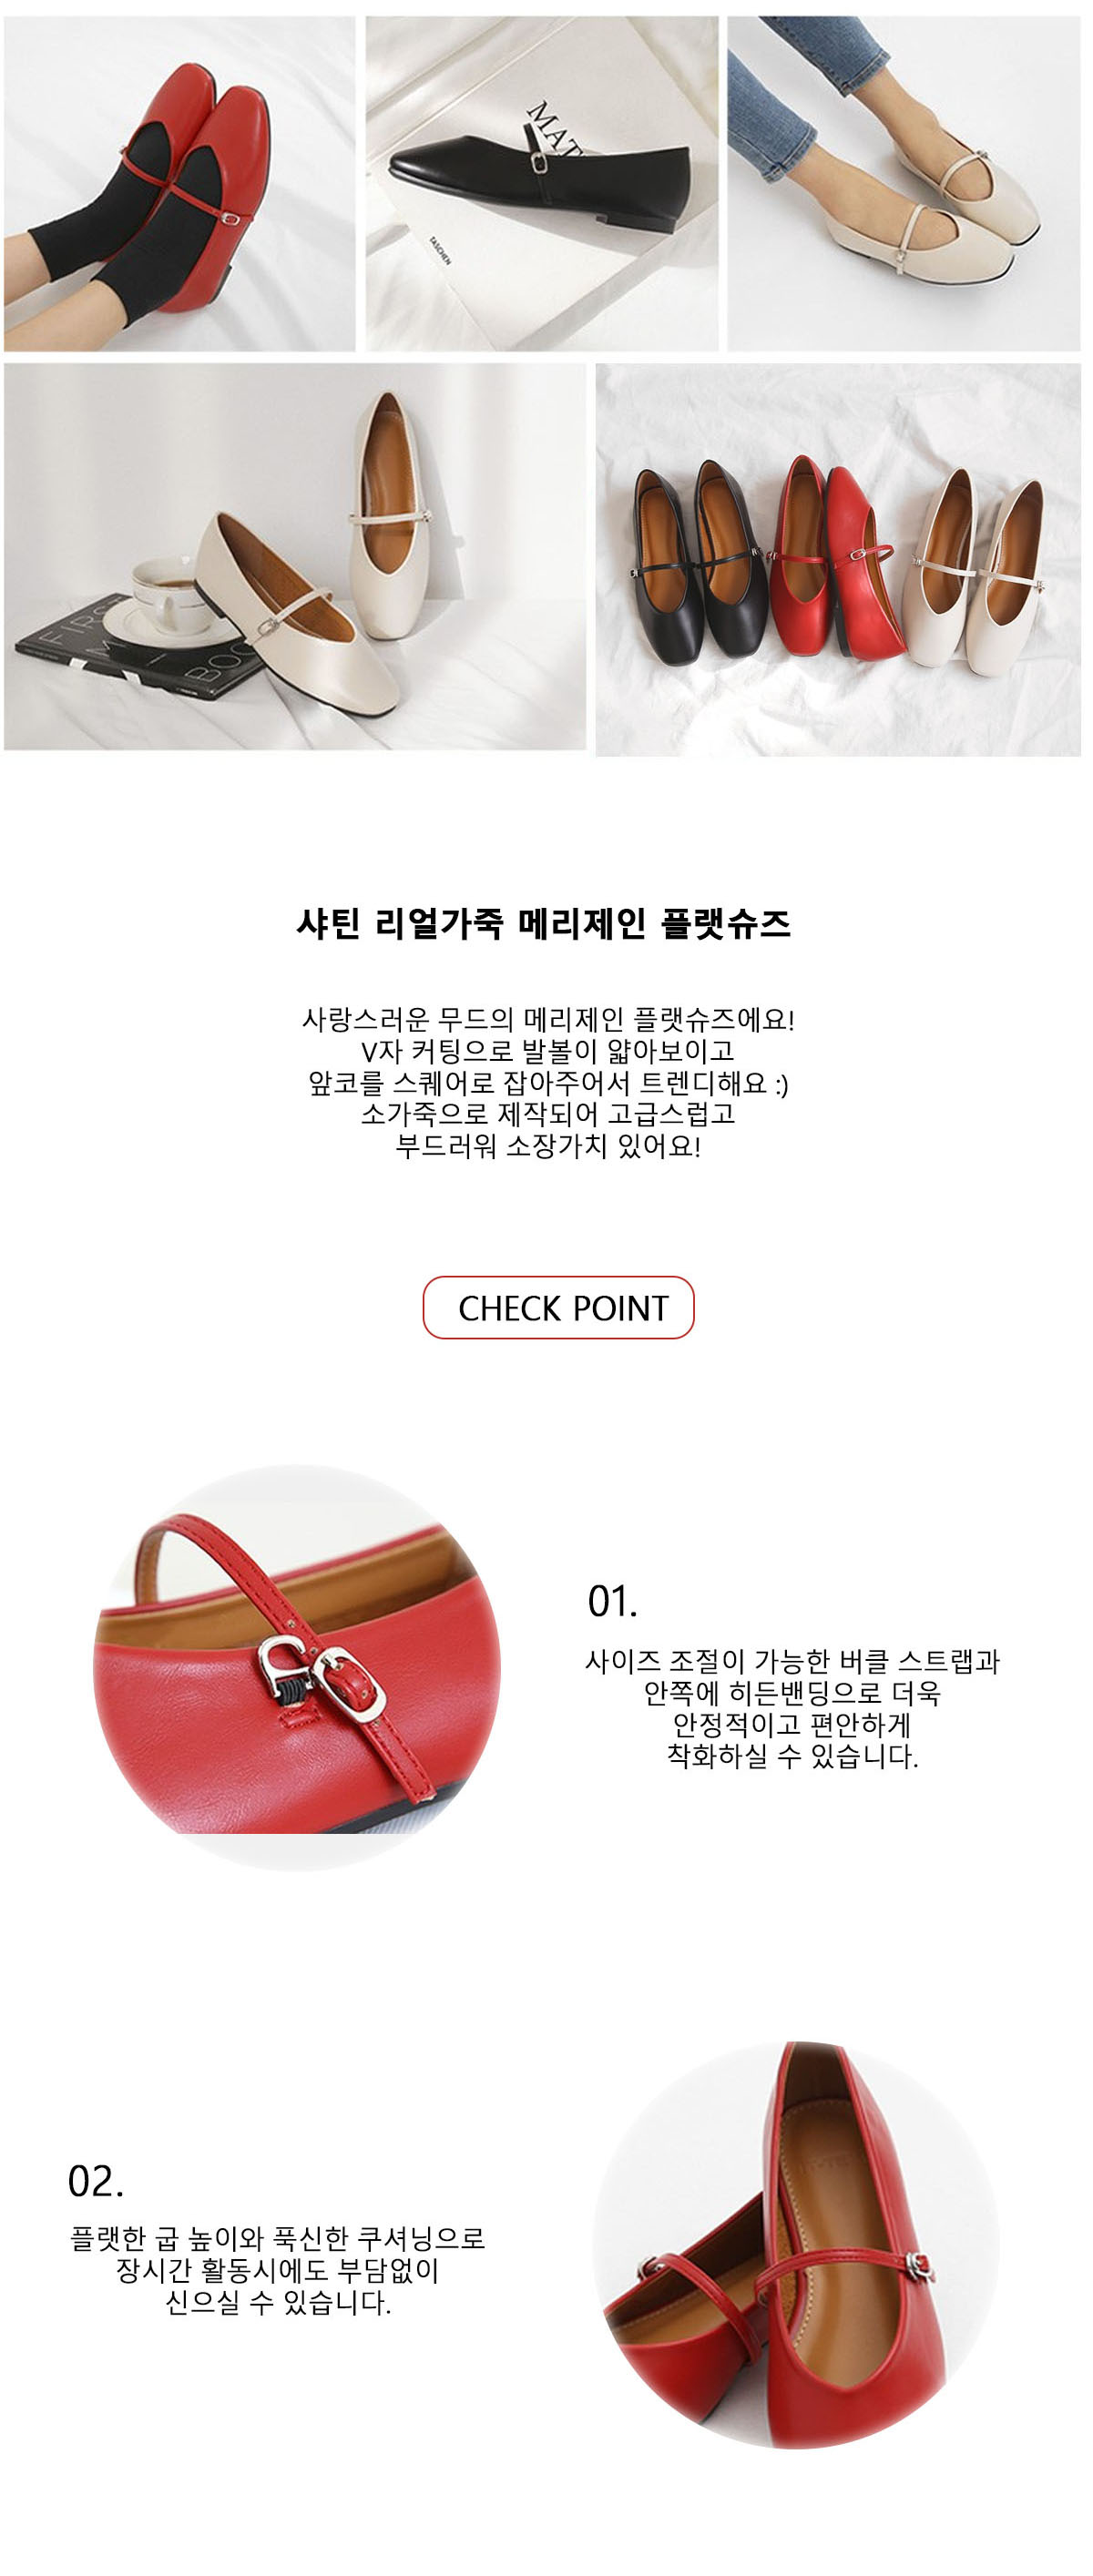 MAT
TASCHEN
FIRST
M
BOO
샤틴 리얼가죽 메리제인 플랫슈즈
사랑스러운 무드의 메리제인 플랫슈즈에요!
V자 커팅으로 발볼이 얇아보이고
앞코를 스퀘어로 잡아주어서 트렌디해요 :)
소가죽으로 제작되어 고급스럽고
부드러워 소장가치 있어요!
CHECK POINT
01.
사이즈 조절이 가능한 버클 스트랩과
안쪽에 히든밴딩으로 더욱
안정적이고 편안하게
착화하실 수 있습니다.
02.
플랫한 굽 높이와 푹신한 쿠셔닝으로
장시간 활동시에도 부담없이
신으실 수 있습니다.